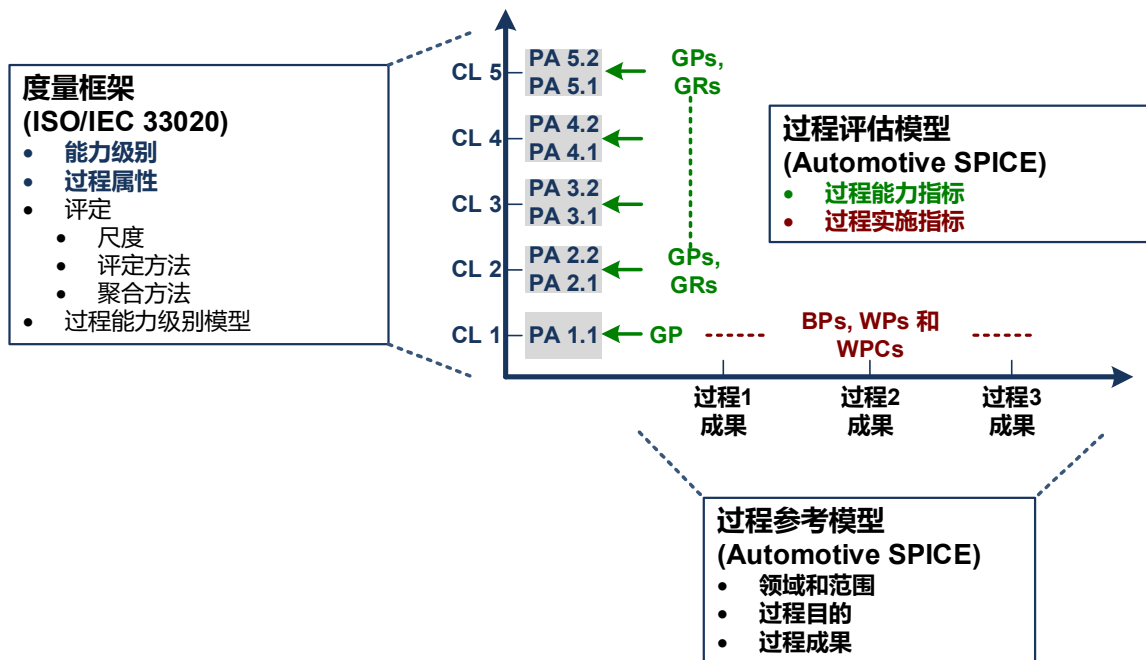 度量框架
(ISO/IEC 33020)
• 能力级别
• 过程属性
• 评定
• 尺度
• 评定方法
• 聚合方法
• 过程能力级别模型
CL 5
PA 5.2
PA 5.1
GPs,
GRs
CL 4
PA 4.2
PA 4.1
CL 3
PA 3.2
PA 3.1
CL 2
PA 2.2
PA 2.1
GPs,
GRs
CL 1
PA 1.1
GP
BPs, WPs 和
WPCs
过程1
成果
过程2
成果
过程3
成果
过程评估模型
(Automotive SPICE)
• 过程能力指标
• 过程实施指标
过程参考模型
(Automotive SPICE)
• 领域和范围
• 过程目的
• 过程成果